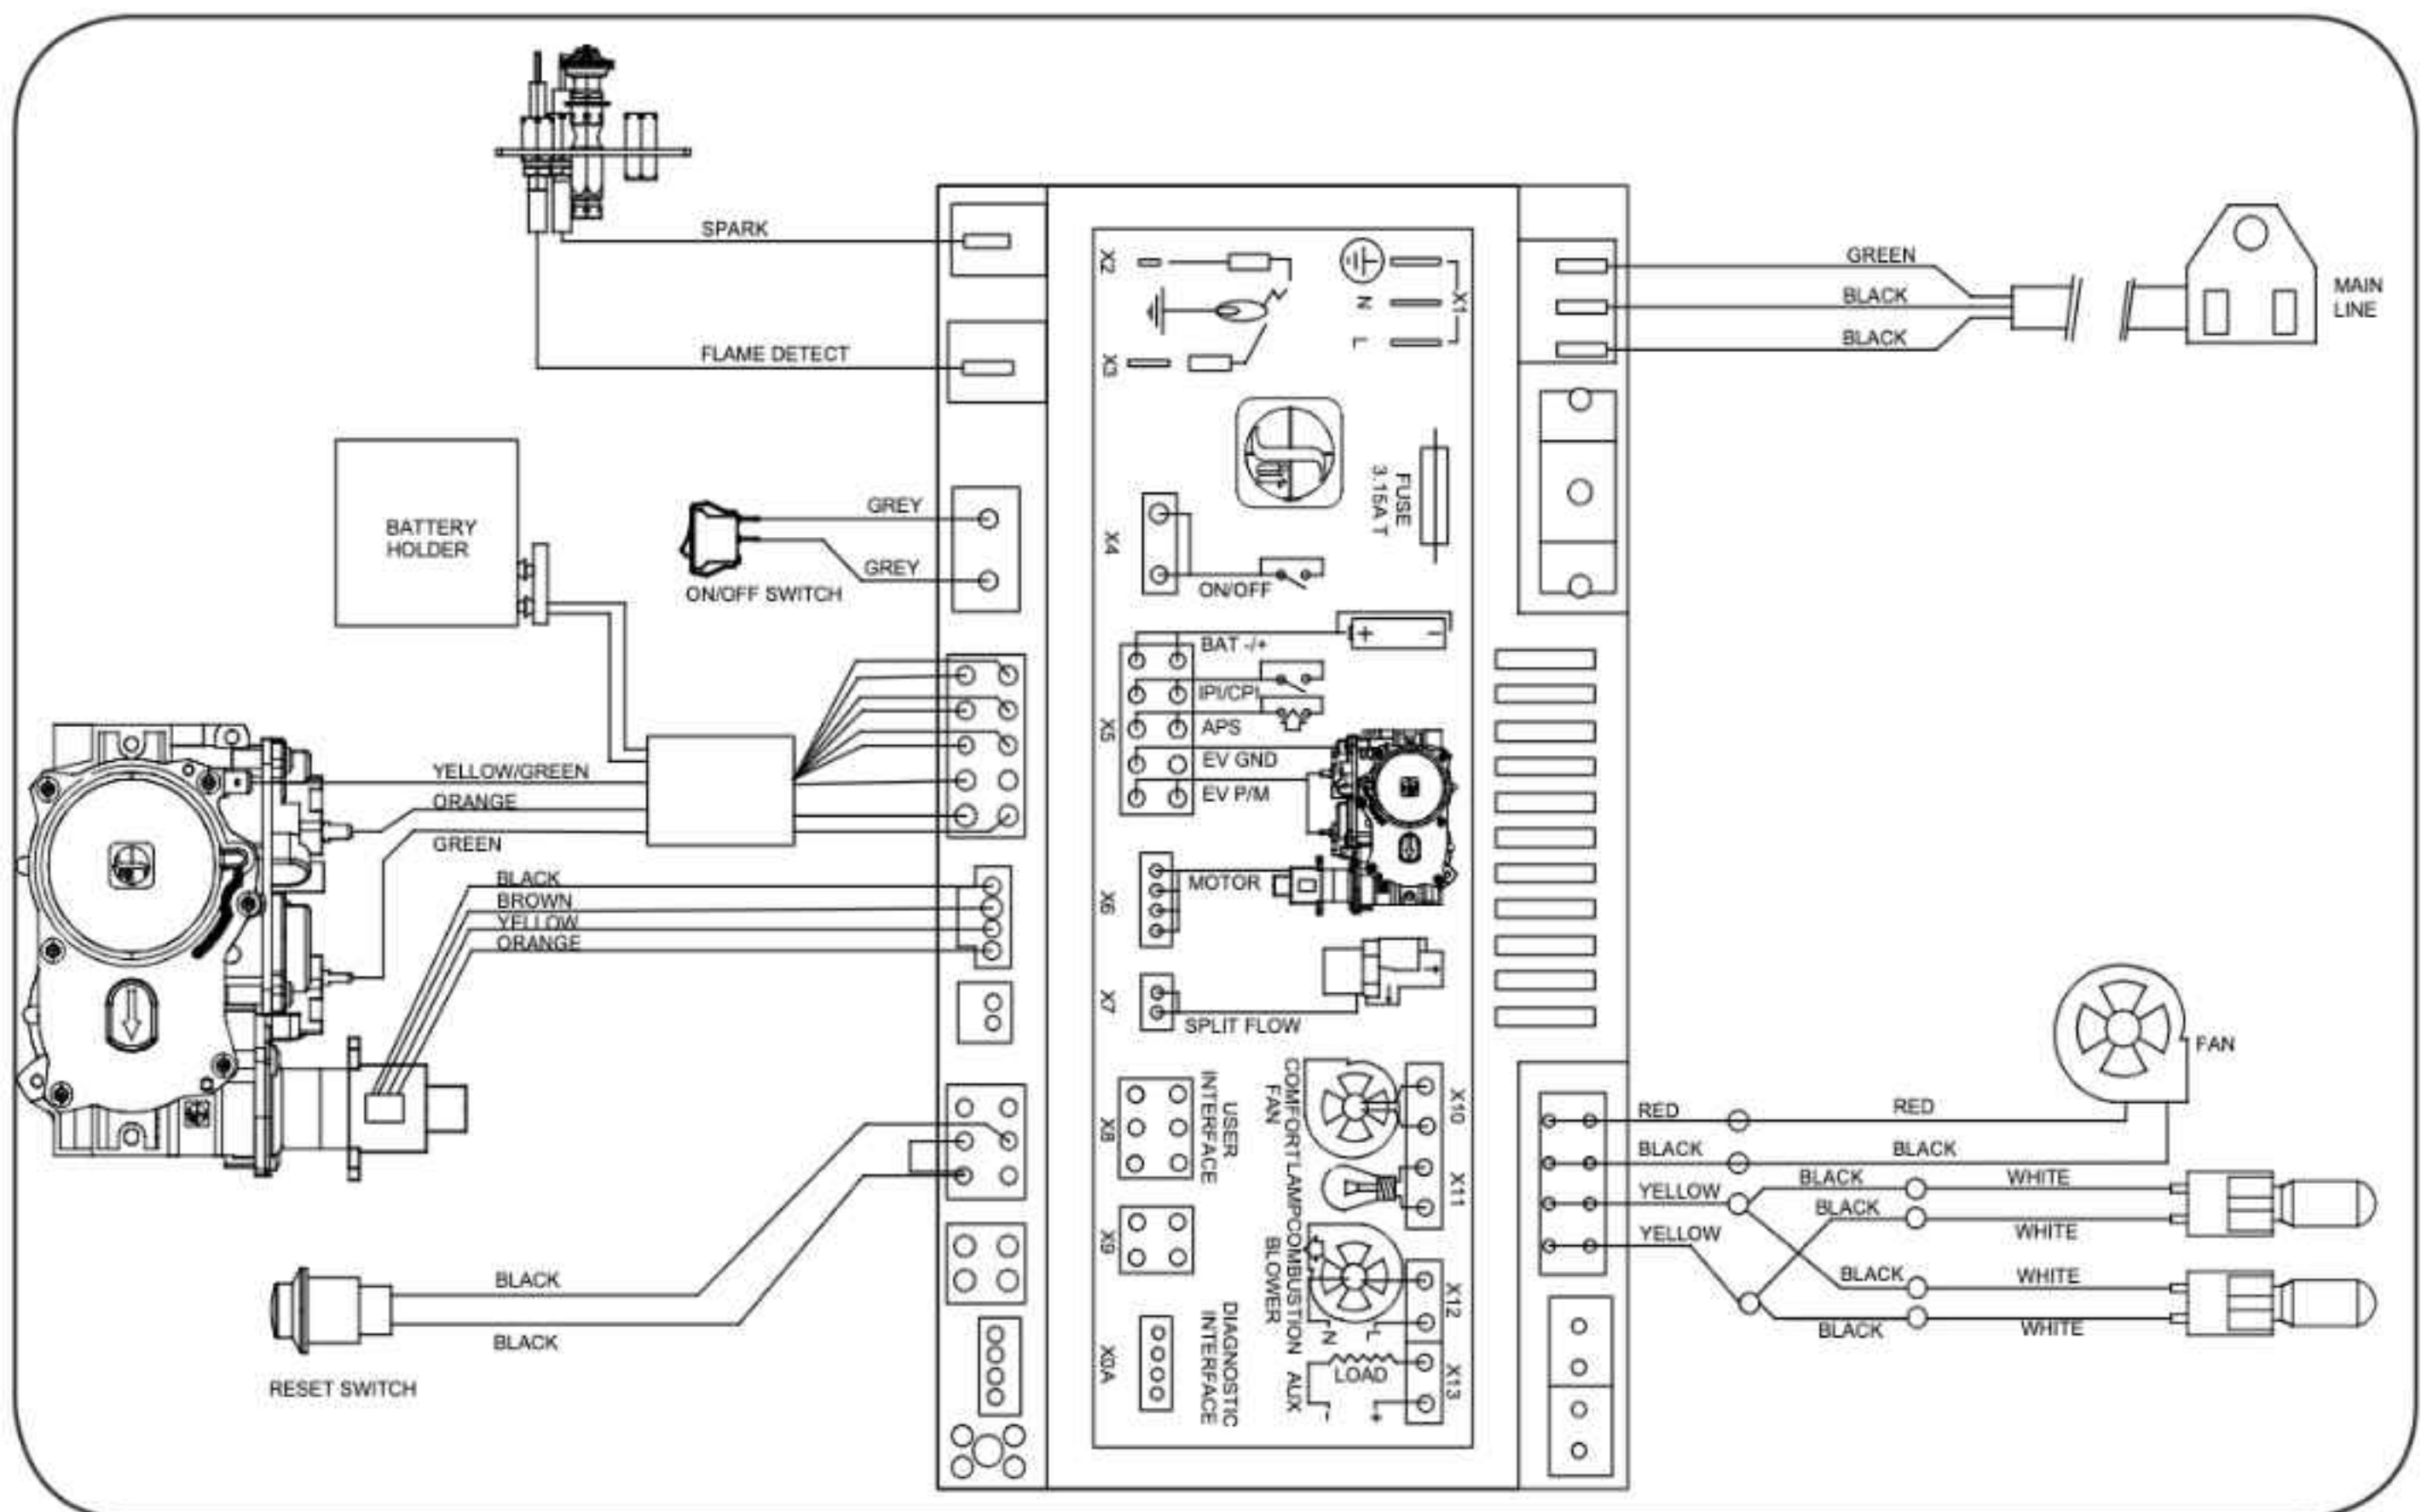 SPARK
FLAME DETECT
BATTERY
HOLDER
GREY
GREY
ON/OFF SWITCH
YELLOW/GREEN
ORANGE
GREEN
BLACK
BROWN
YELLOW
ORANGE
BLACK
BLACK
RESET SWITCH
X2
X3
X1
N
L
FUSE
3.15A T
X4
ON/OFF
X5
BAT -/+
+ -
IPI/CPI
APS
EV GND
EV P/M
X6
MOTOR
X7
SPLIT FLOW
X8
USER
INTERFACE
X9
X0A
DIAGNOSTIC
INTERFACE
COMFORT
FAN
LAMP
COMBUSTION
BLOWER
AUX
X10
X11
X12
N
L
LOAD
X13
-
+
GREEN
BLACK
BLACK
MAIN
LINE
FAN
RED
RED
BLACK
BLACK
YELLOW
BLACK
WHITE
BLACK
WHITE
YELLOW
BLACK
WHITE
BLACK
WHITE